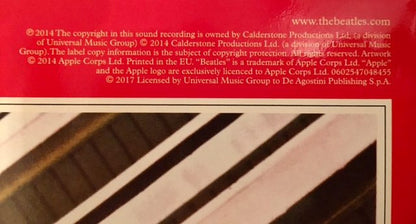 www.thebeatles.com
℗ 2014 The copyright in this sound recording is owned by Calderstone Productions Ltd. (a division
of Universal Music Group) © 2014 Calderstone Productions Ltd. (a division of Universal Music
Group). The label copy information is the subject of copyright protection. All rights reserved. Artwork
© 2014 Apple Corps Ltd. Printed in the EU. “Beatles” is a trademark of Apple Corps Ltd. “Apple”
and the Apple logo are exclusively licenced to Apple Corps Ltd. 0602547048455
© 2017 Licensed by Universal Music Group to De Agostini Publishing S.p.A.